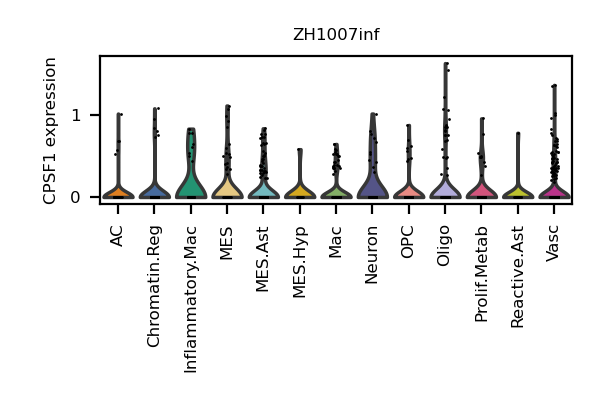 ZH1007inf
CPSF1 expression
1
0
AC
Chromatin.Reg
Inflammatory.Mac
MES
MES.Ast
MES.Hyp
Mac
Neuron
OPC
Oligo
Prolif.Metab
Reactive.Ast
Vasc